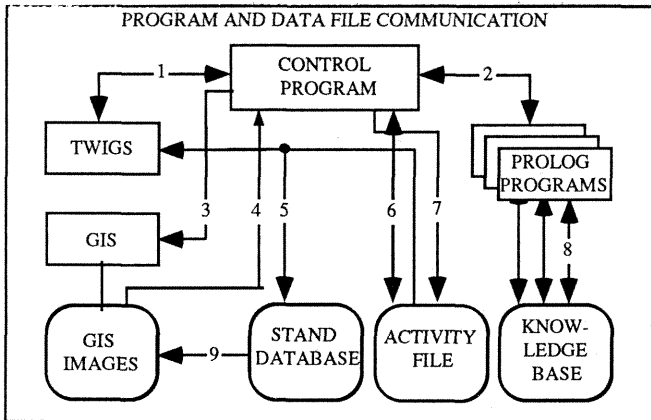 PROGRAM AND DATA FILE COMMUNICATION
CONTROL
PROGRAM
1
2
TWIGS
PROLOG
PROGRAMS
3
4
5
6
7
8
GIS
GIS
IMAGES
9
STAND
DATABASE
ACTIVITY
FILE
KNOW-
LEDGE
BASE